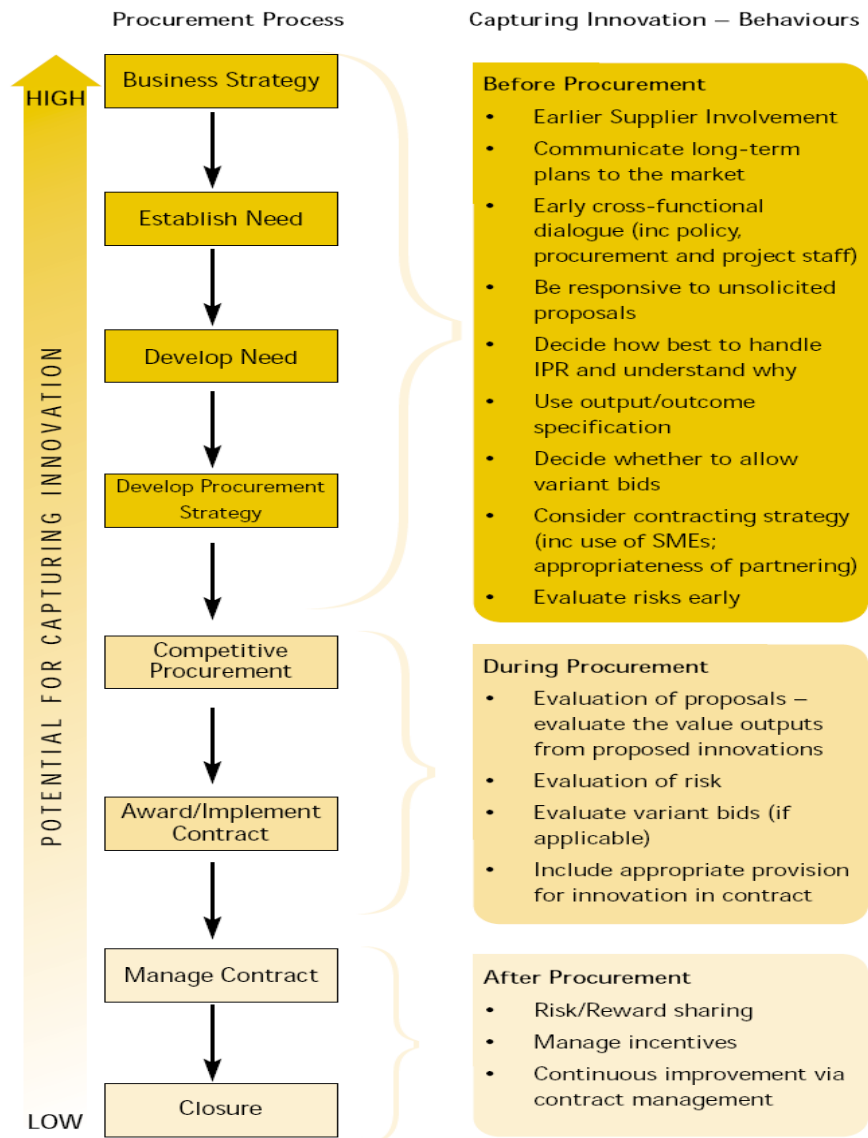 Procurement Process
Capturing Innovation – Behaviours
HIGH
POTENTIAL FOR CAPTURING INNOVATION
LOW
Business Strategy
Establish Need
Develop Need
Develop Procurement
Strategy
Competitive
Procurement
Award/Implement
Contract
Manage Contract
Closure
Before Procurement
• Earlier Supplier Involvement
• Communicate long-term
plans to the market
• Early cross-functional
dialogue (inc policy,
procurement and project staff)
• Be responsive to unsolicited
proposals
• Decide how best to handle
IPR and understand why
• Use output/outcome
specification
• Decide whether to allow
variant bids
• Consider contracting strategy
(inc use of SMEs;
appropriateness of partnering)
• Evaluate risks early
During Procurement
• Evaluation of proposals –
evaluate the value outputs
from proposed innovations
• Evaluation of risk
• Evaluate variant bids (if
applicable)
• Include appropriate provision
for innovation in contract
After Procurement
• Risk/Reward sharing
• Manage incentives
• Continuous improvement via
contract management